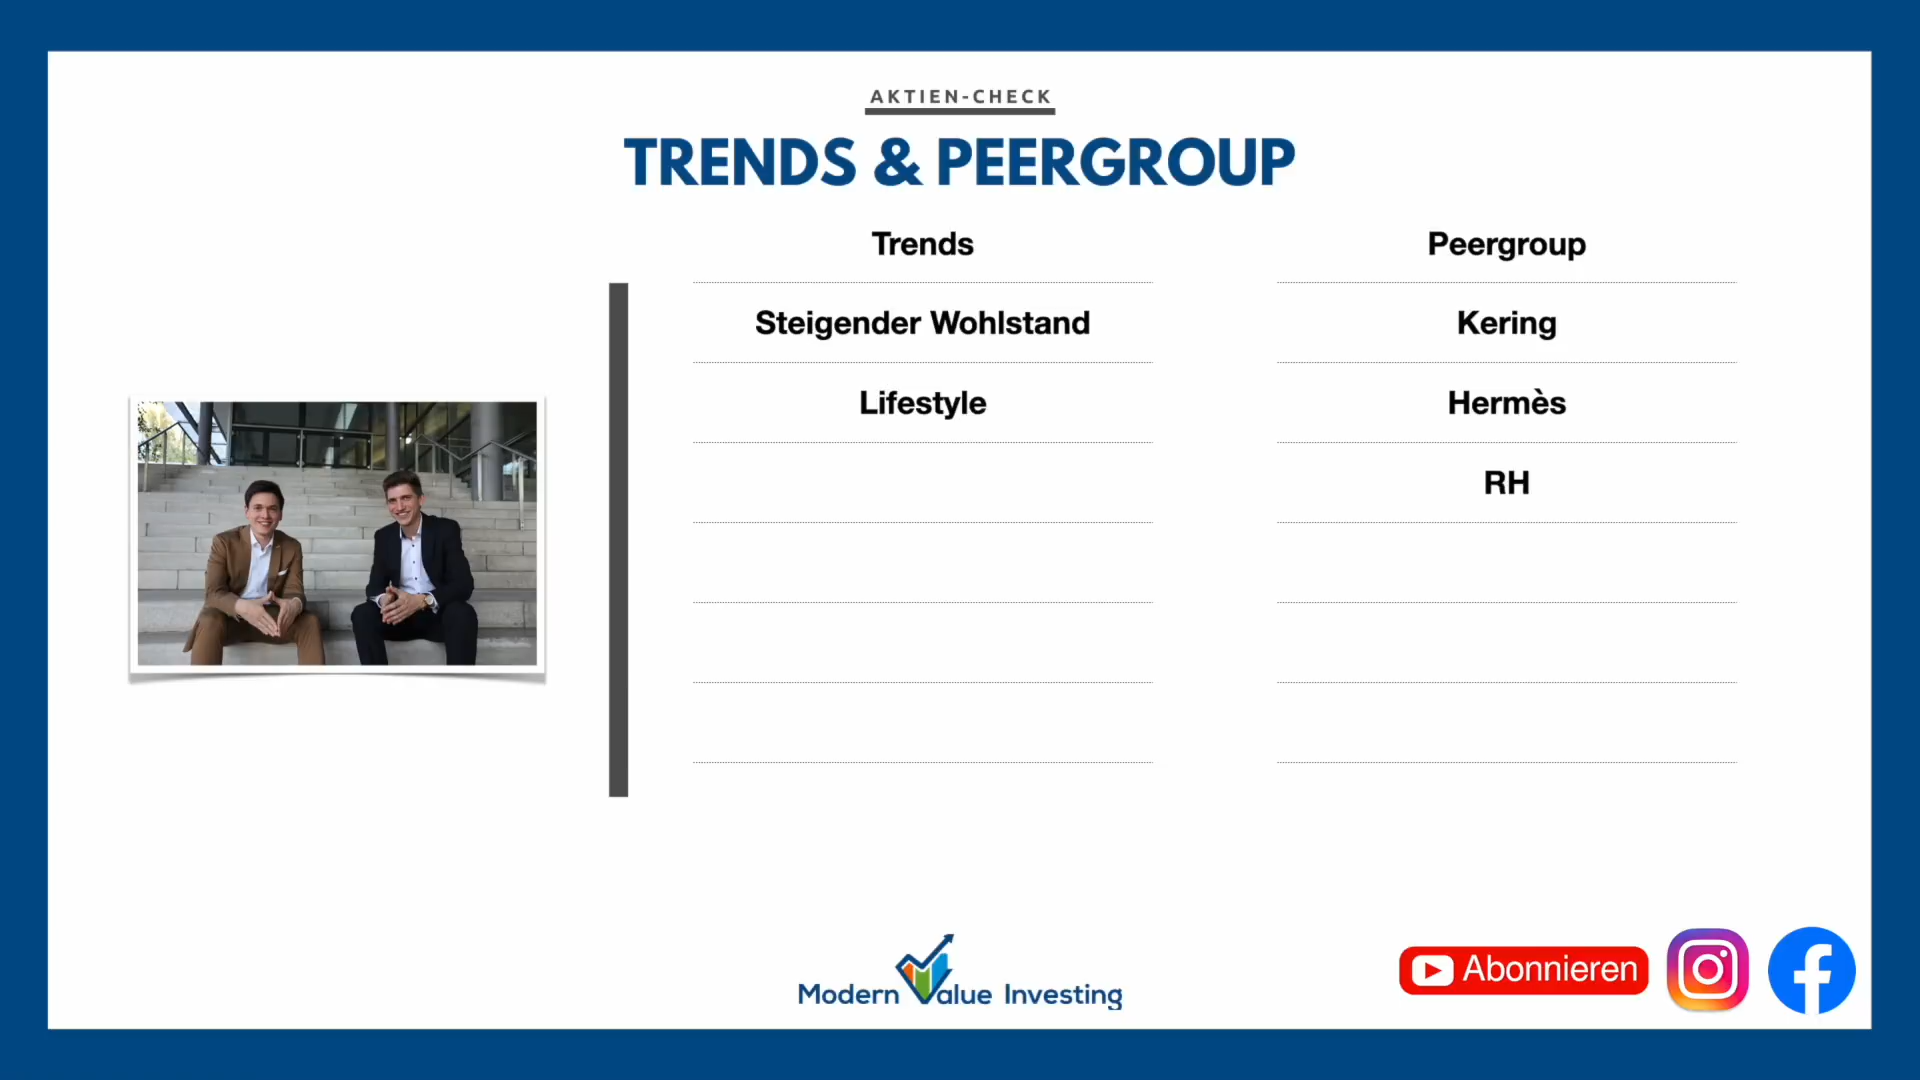 AKTIEN-CHECK
TRENDS & PEERGROUP
Trends
Steigender Wohlstand
Lifestyle
Peergroup
Kering
Hermès
RH
Modern Value Investing
Abonnieren